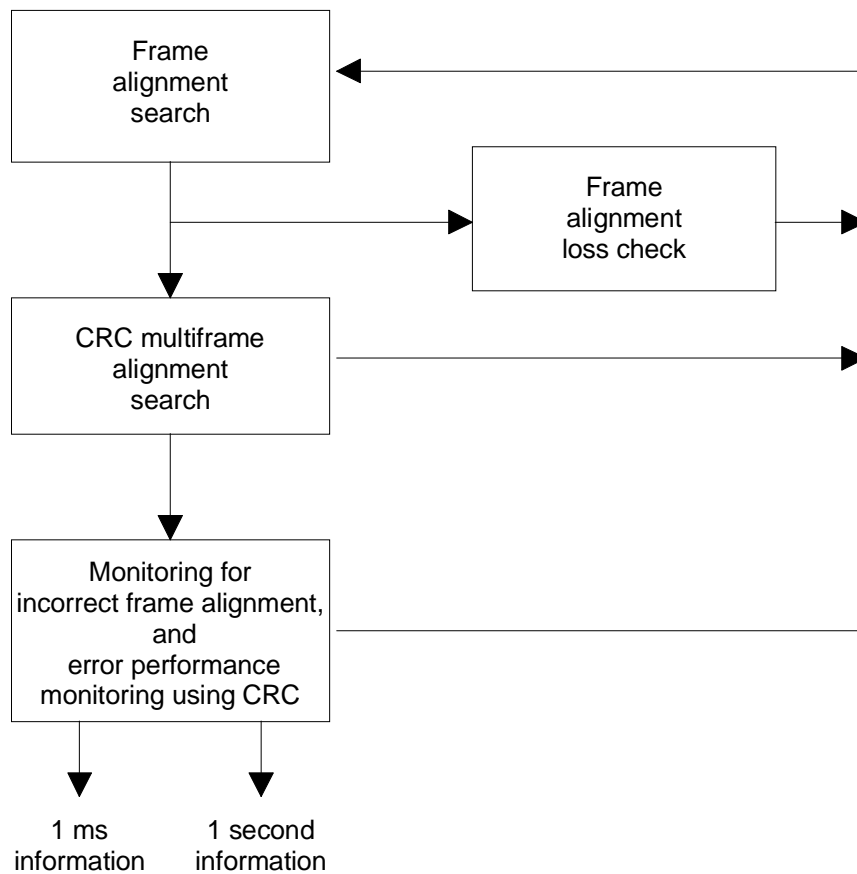 Frame
alignment
search
Frame
alignment
loss check
CRC multiframe
alignment
search
Monitoring for
incorrect frame alignment,
and
error performance
monitoring using CRC
1 ms
information
1 second
information